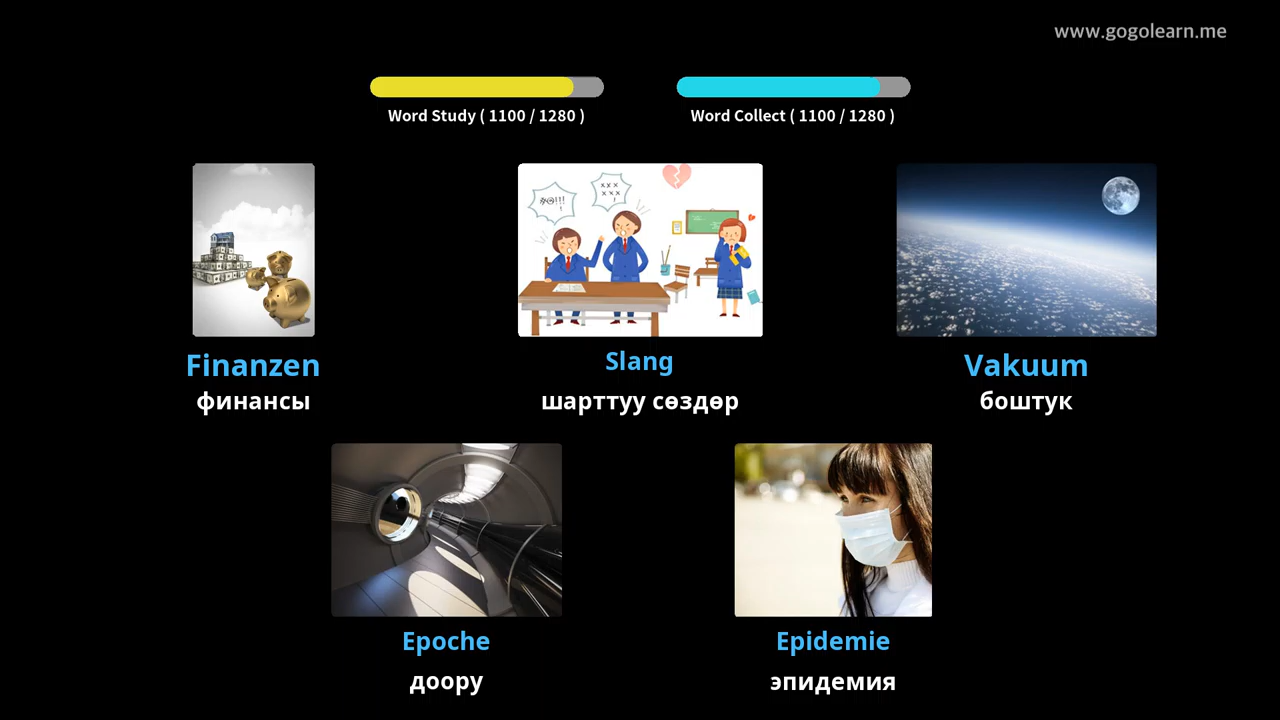 www.gogolearn.me
Word Study ( 1100 / 1280 )
Word Collect ( 1100 / 1280 )
Finanzen
финансы
Slang
шарттуу сөздөр
Vakuum
боштук
Epoche
доору
Epidemie
эпидемия